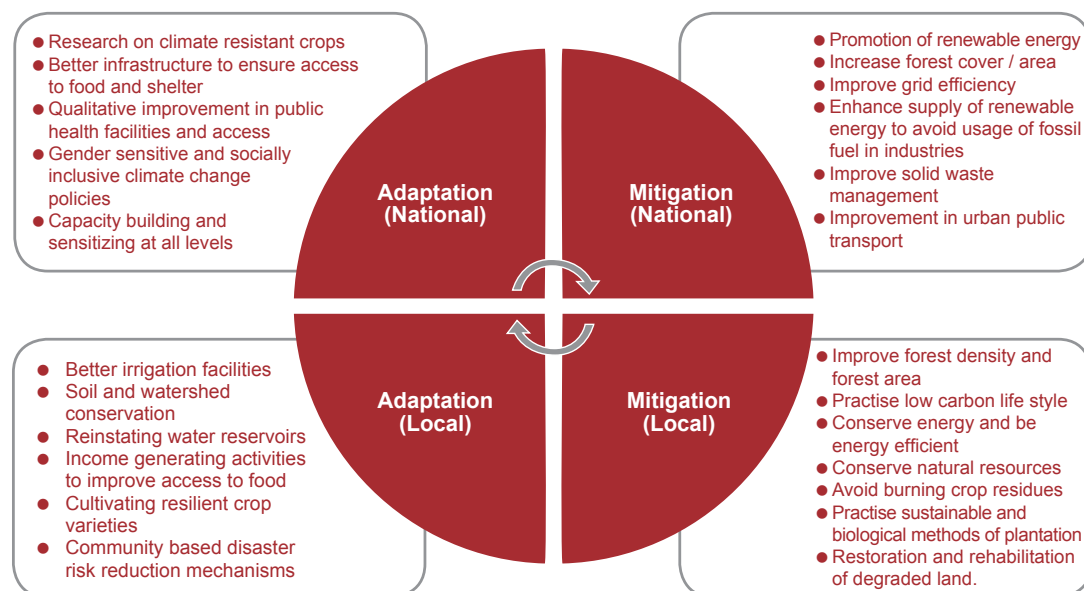 ● Research on climate resistant crops
● Better infrastructure to ensure access
to food and shelter
● Qualitative improvement in public
health facilities and access
● Gender sensitive and socially
inclusive climate change
policies
● Capacity building and
sensitizing at all levels
Adaptation
(National)
Mitigation
(National)
● Promotion of renewable energy
● Increase forest cover / area
● Improve grid efficiency
● Enhance supply of renewable
energy to avoid usage of fossil
fuel in industries
● Improve solid waste
management
● Improvement in urban public
transport
● Better irrigation facilities
● Soil and watershed
conservation
● Reinstating water reservoirs
● Income generating activities
to improve access to food
● Cultivating resilient crop
varieties
● Community based disaster
risk reduction mechanisms
Adaptation
(Local)
Mitigation
(Local)
● Improve forest density and
forest area
● Practise low carbon life style
● Conserve energy and be
energy efficient
● Conserve natural resources
● Avoid burning crop residues
● Practise sustainable and
biological methods of plantation
● Restoration and rehabilitation
of degraded land.